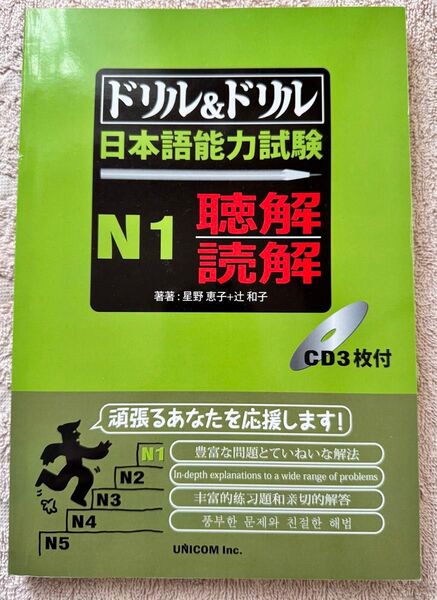 ドリル&ドリル
日本語能力試験
N1
聴解
読解
著著:星野 恵子+辻 和子
CD3枚付
頑張るあなたを応援します!
N1
N2
N3
N4
N5
豊富な問題とていねいな解法
In-depth explanations to a wide range of problems
丰富的练习题和亲切的解答
풍부한 문제와 친절한 해법
UNICOM Inc.